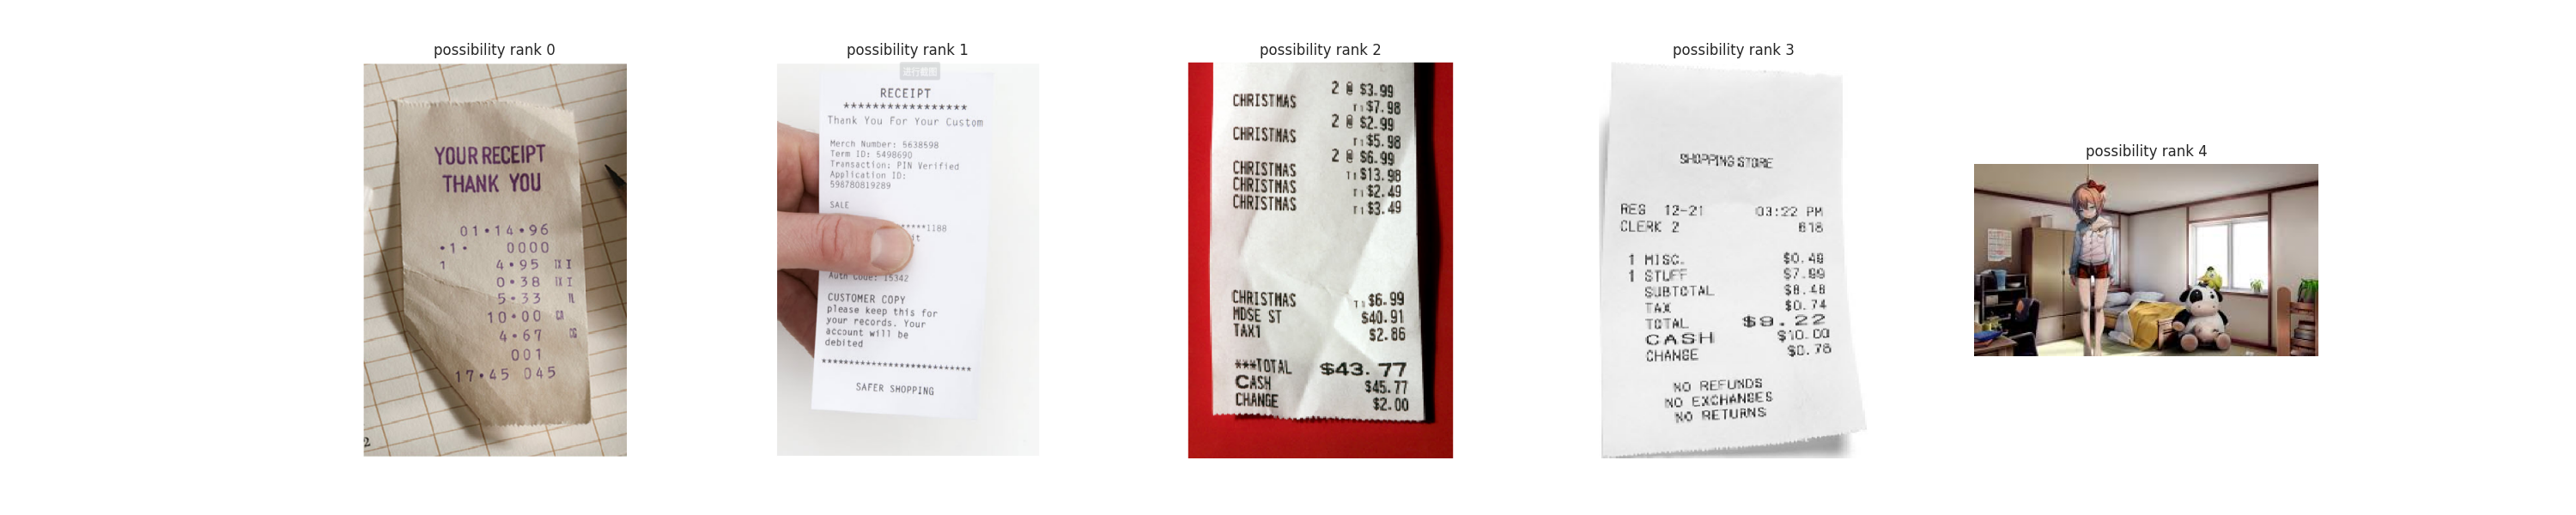 possibility rank 0
YOUR RECEIPT
THANK YOU
01•14•96
•1• 0000
1 4•95
0•38
5•33
10•00
4•67
001
17•45 045
2
possibility rank 1
进行截图
RECEIPT
*****************
Thank You For Your Custom
Merch Number: 5638598
Term ID: 5498690
Transaction: PIN Verified
Application ID:
598780819289
SALE
*****1188
it
Auth Code: 15342
CUSTOMER COPY
please keep this for
your records. Your
account will be
debited
***************************
SAFER SHOPPING
possibility rank 2
2 @ $3.99
CHRISTMAS T1 $7.98
2 @ $2.99
CHRISTMAS T1 $5.98
2 @ $6.99
CHRISTMAS T1 $13.98
CHRISTMAS T1 $2.49
CHRISTMAS T1 $3.49
CHRISTMAS T1 $6.99
MDSE ST $40.91
TAX1 $2.86
***TOTAL $43.77
CASH $45.77
CHANGE $2.00
possibility rank 3
SHOPPING STORE
REG 12-21 03:22 PM
CLERK 2 618
1 MISC. $0.49
1 STUFF $7.99
SUBTOTAL $8.48
TAX $0.74
TOTAL $9.22
CASH $10.00
CHANGE $0.78
NO REFUNDS
NO EXCHANGES
NO RETURNS
possibility rank 4